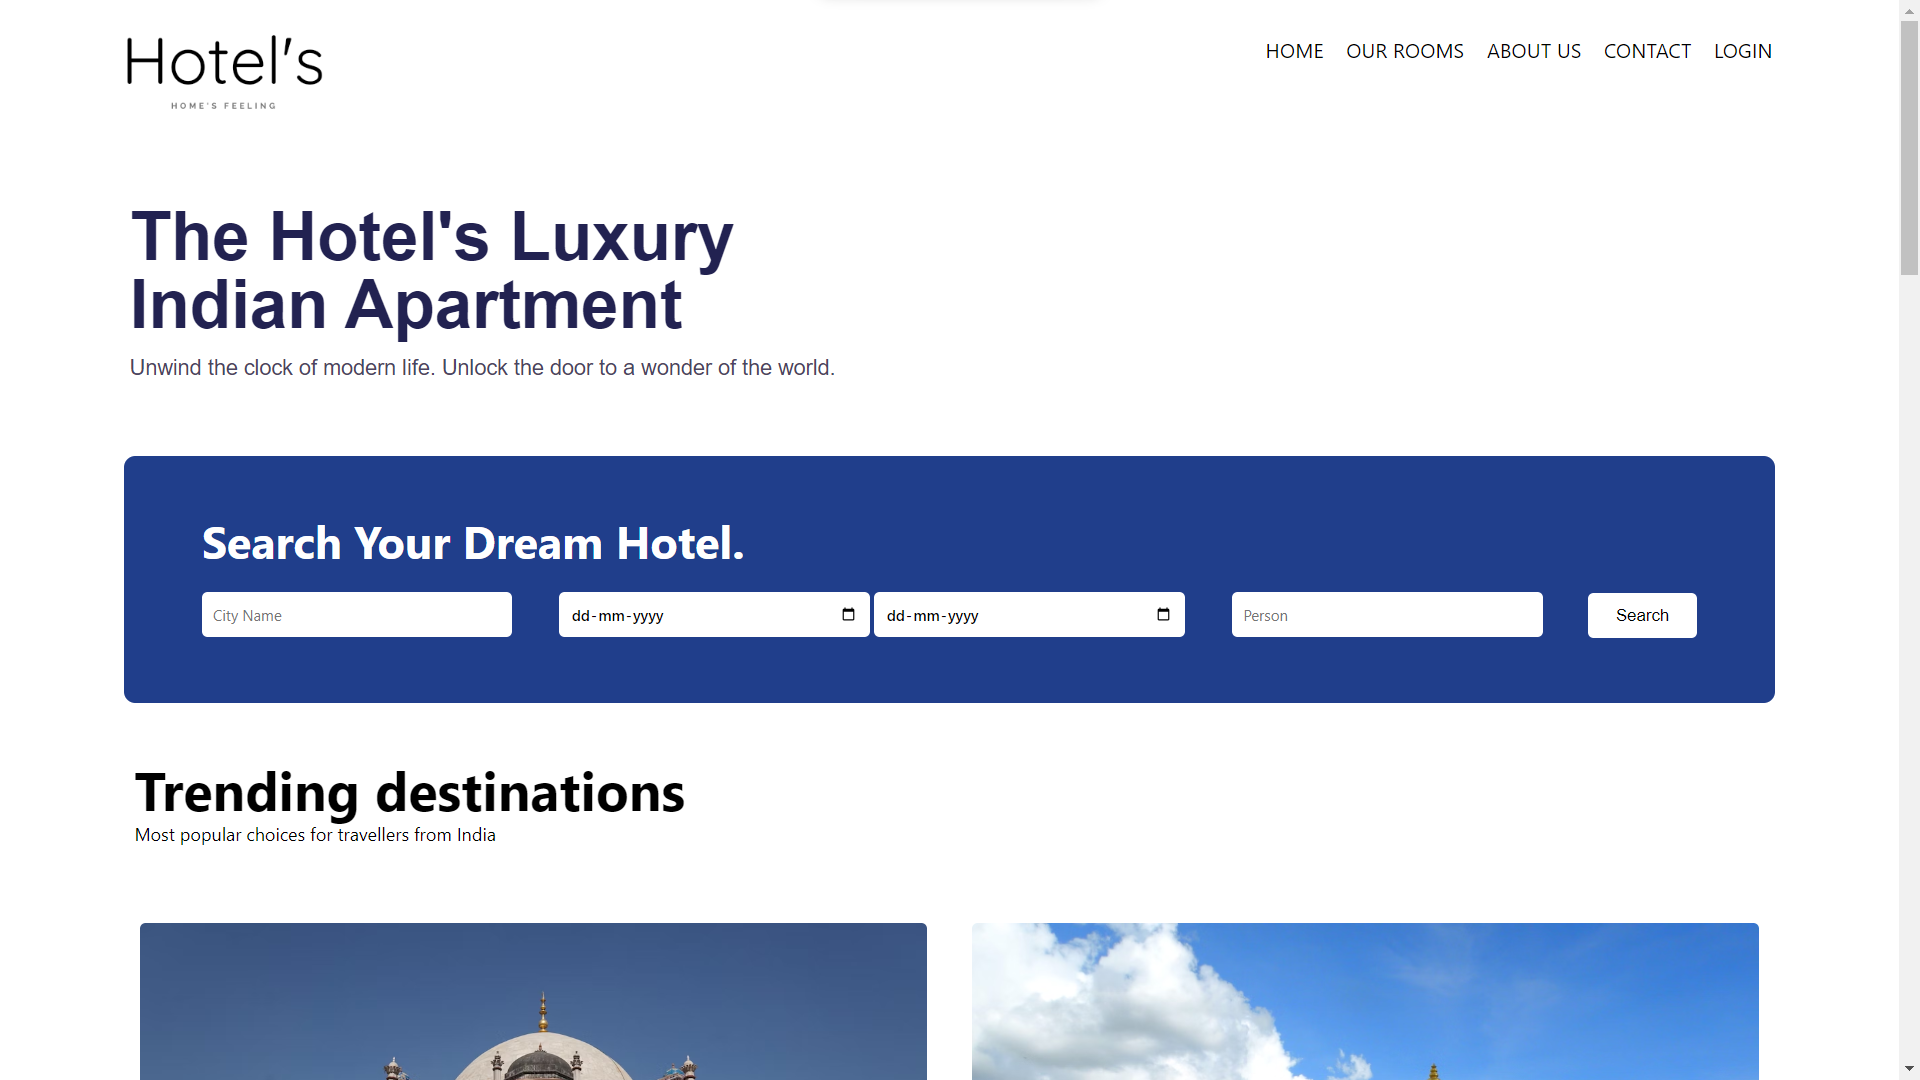 Hotel's
HOME'S FEELING
HOME OUR ROOMS ABOUT US CONTACT LOGIN
The Hotel's Luxury
Indian Apartment
Unwind the clock of modern life. Unlock the door to a wonder of the world.
Search Your Dream Hotel.
City Name dd-mm-yyyy dd-mm-yyyy Person Search
Trending destinations
Most popular choices for travellers from India